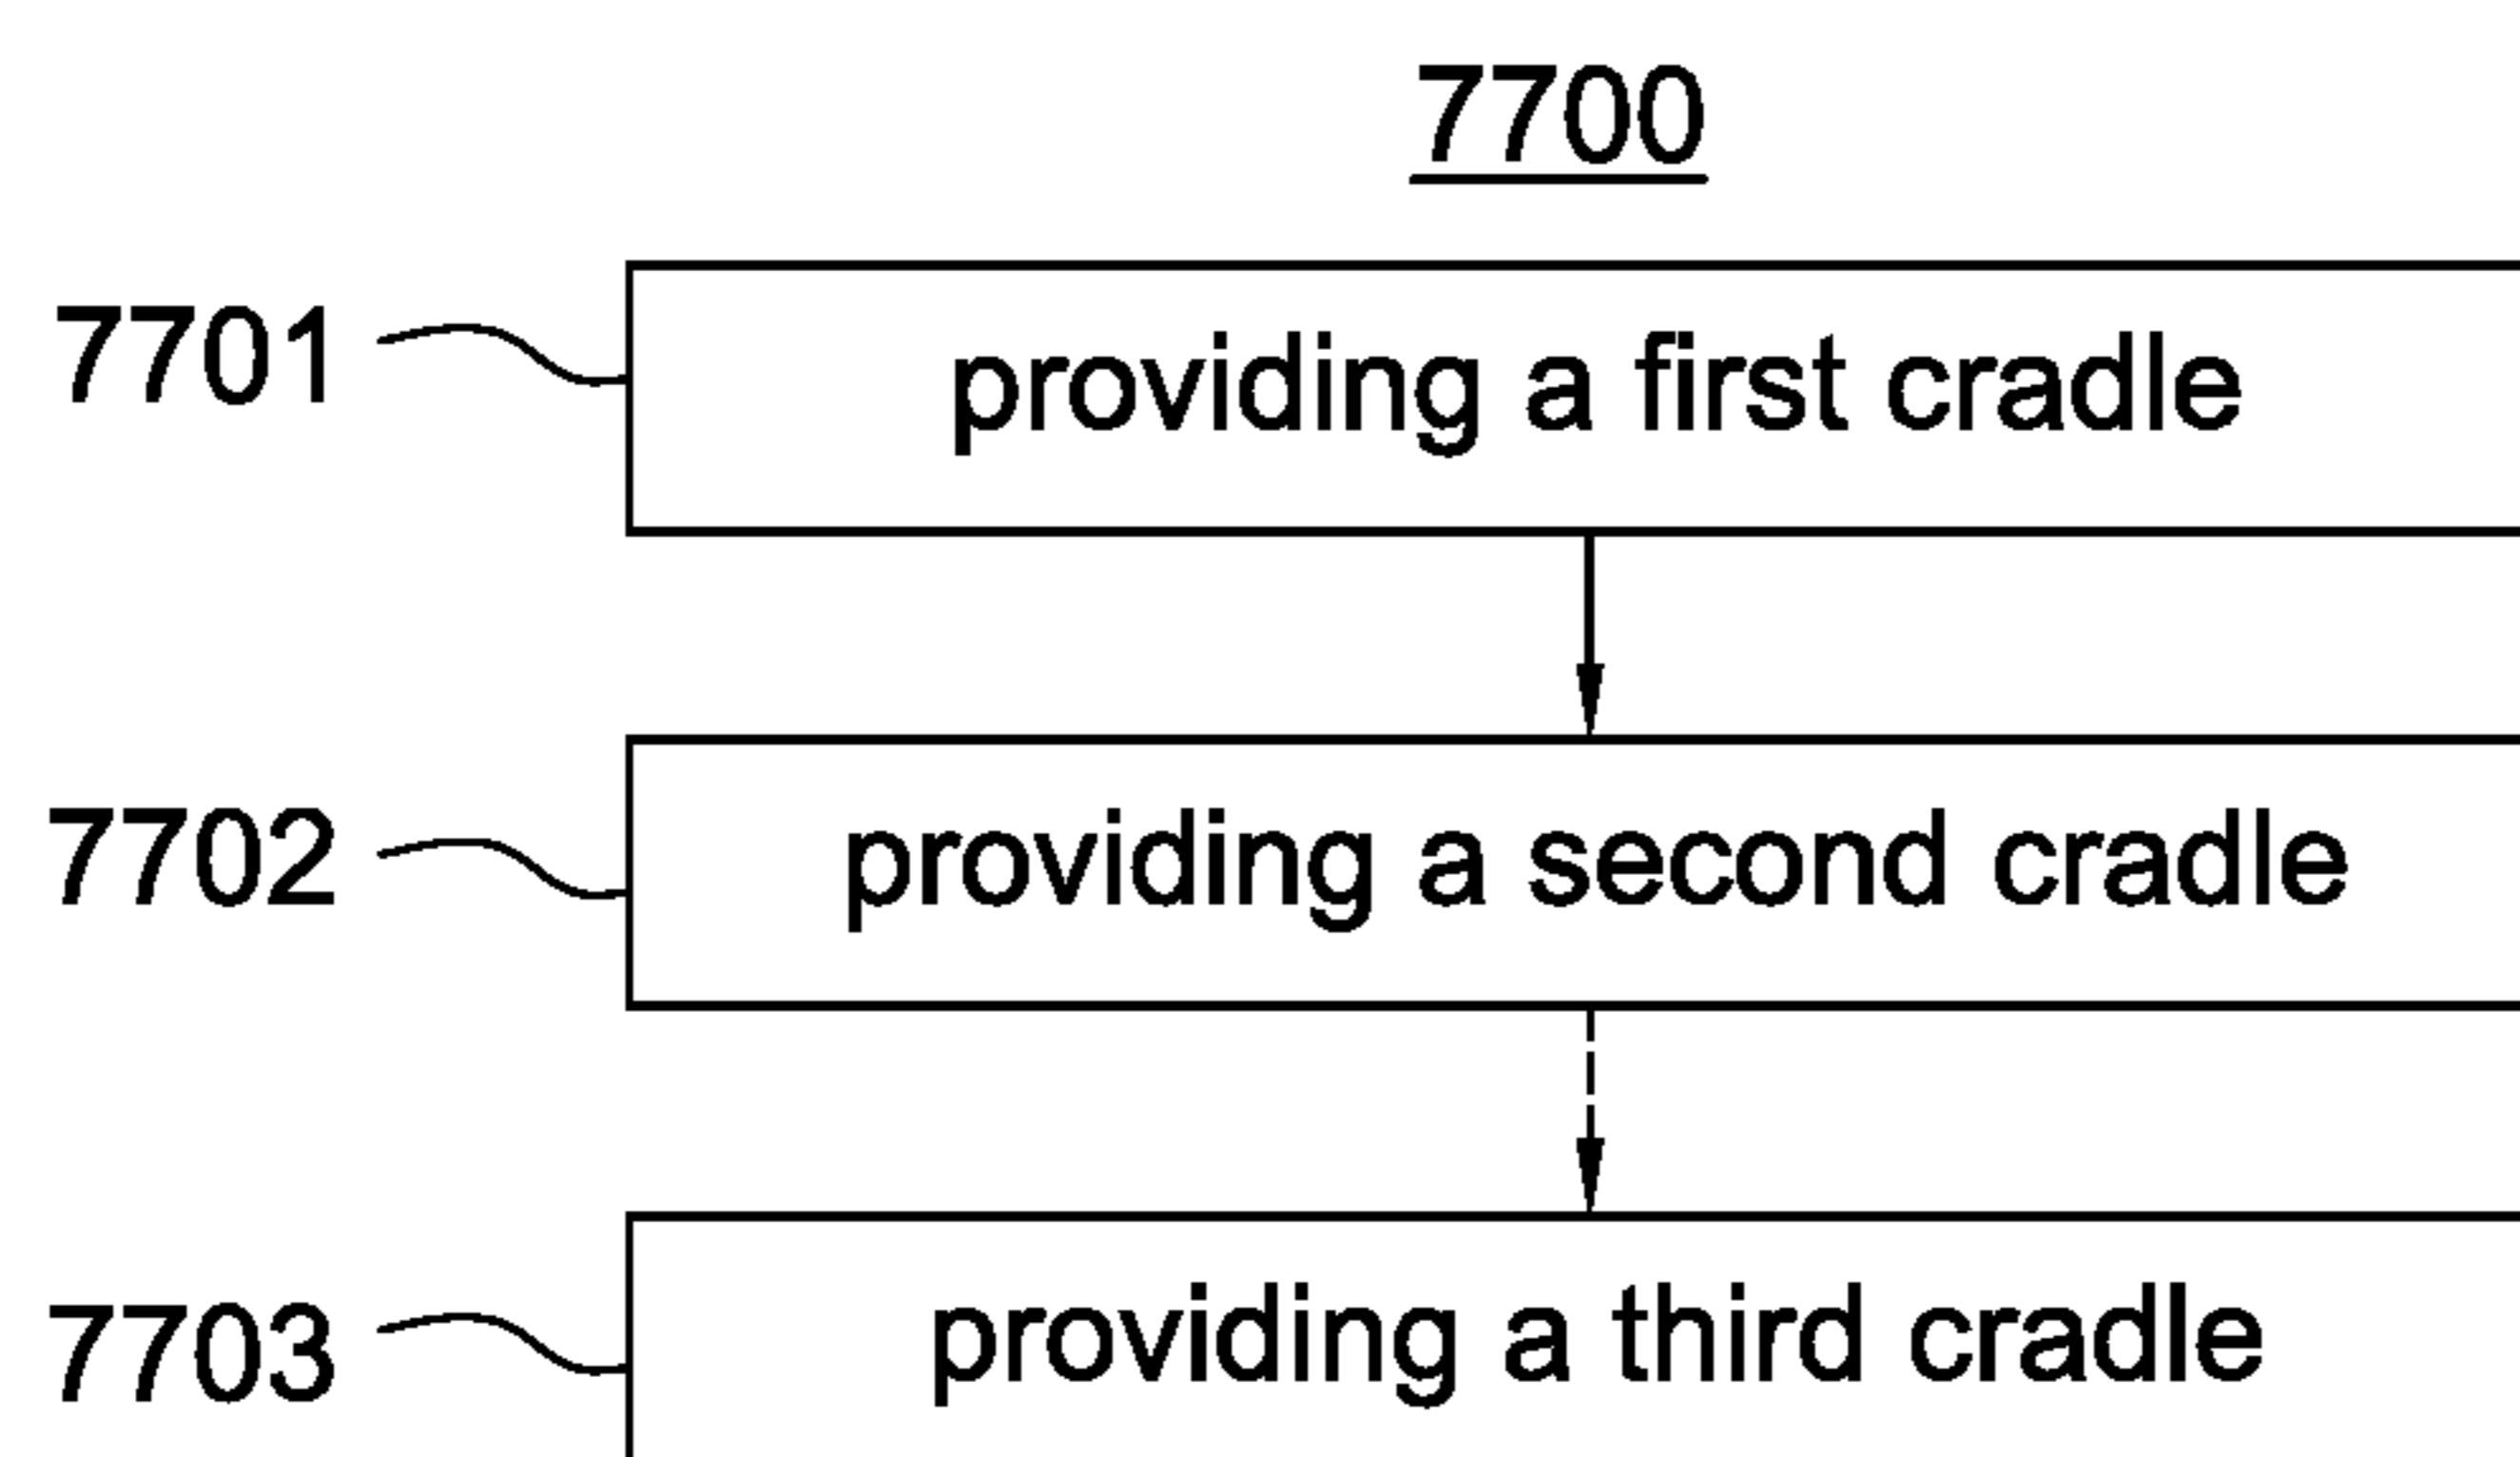 7700
7701 providing a first cradle
7702 providing a second cradle
7703 providing a third cradle